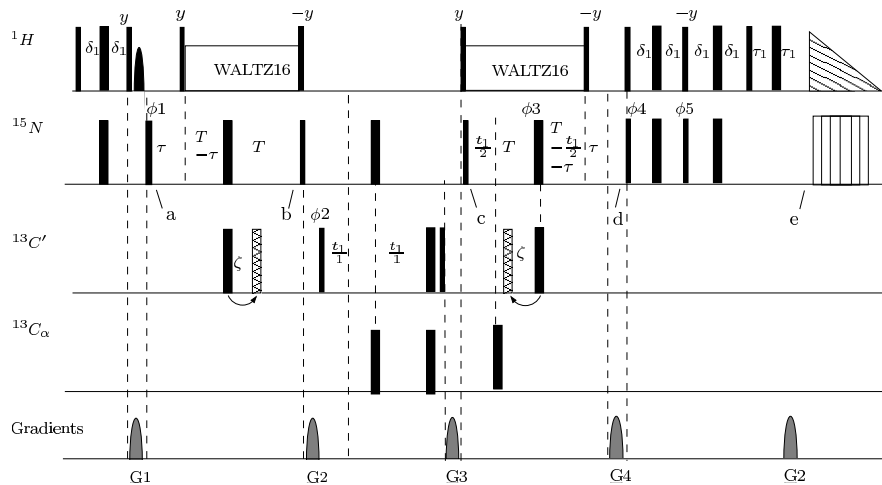 y y −y y −y −y
¹H δ₁ δ₁ WALTZ16 WALTZ16 δ₁ δ₁ δ₁ δ₁ τ₁ τ₁
ϕ1 ϕ3 ϕ4 ϕ5
¹⁵N τ T −τ T t₁/2 T T −t₁/2 −τ τ
a b c d e
ϕ2
¹³C′ ζ t₁/1 t₁/1 ζ
¹³Cα
Gradients
G1 G2 G3 G4 G2